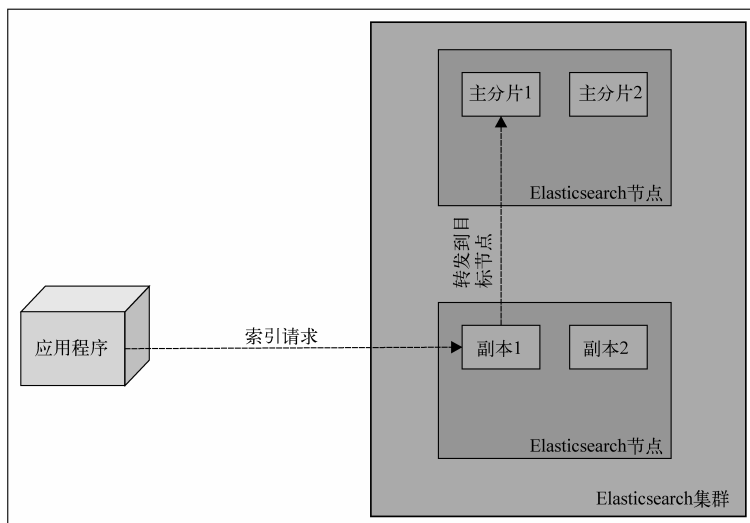 主分片1
主分片2
Elasticsearch节点
转发到目
标节点
应用程序
索引请求
副本1
副本2
Elasticsearch节点
Elasticsearch集群